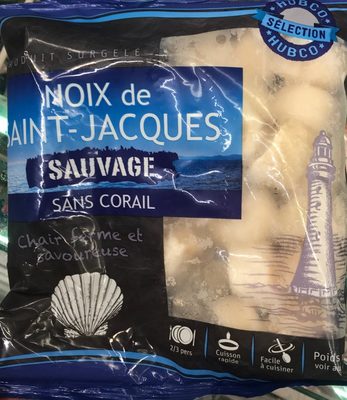 HUBCO
SÉLECTION
HUBCO
PRODUIT SURGELÉ
NOIX de
AINT-JACQUES
SAUVAGE
SANS CORAIL
Chair ferme et
savoureuse
2/3 pers
Cuisson
rapide
Facile
à cuisiner
Poids
voir au